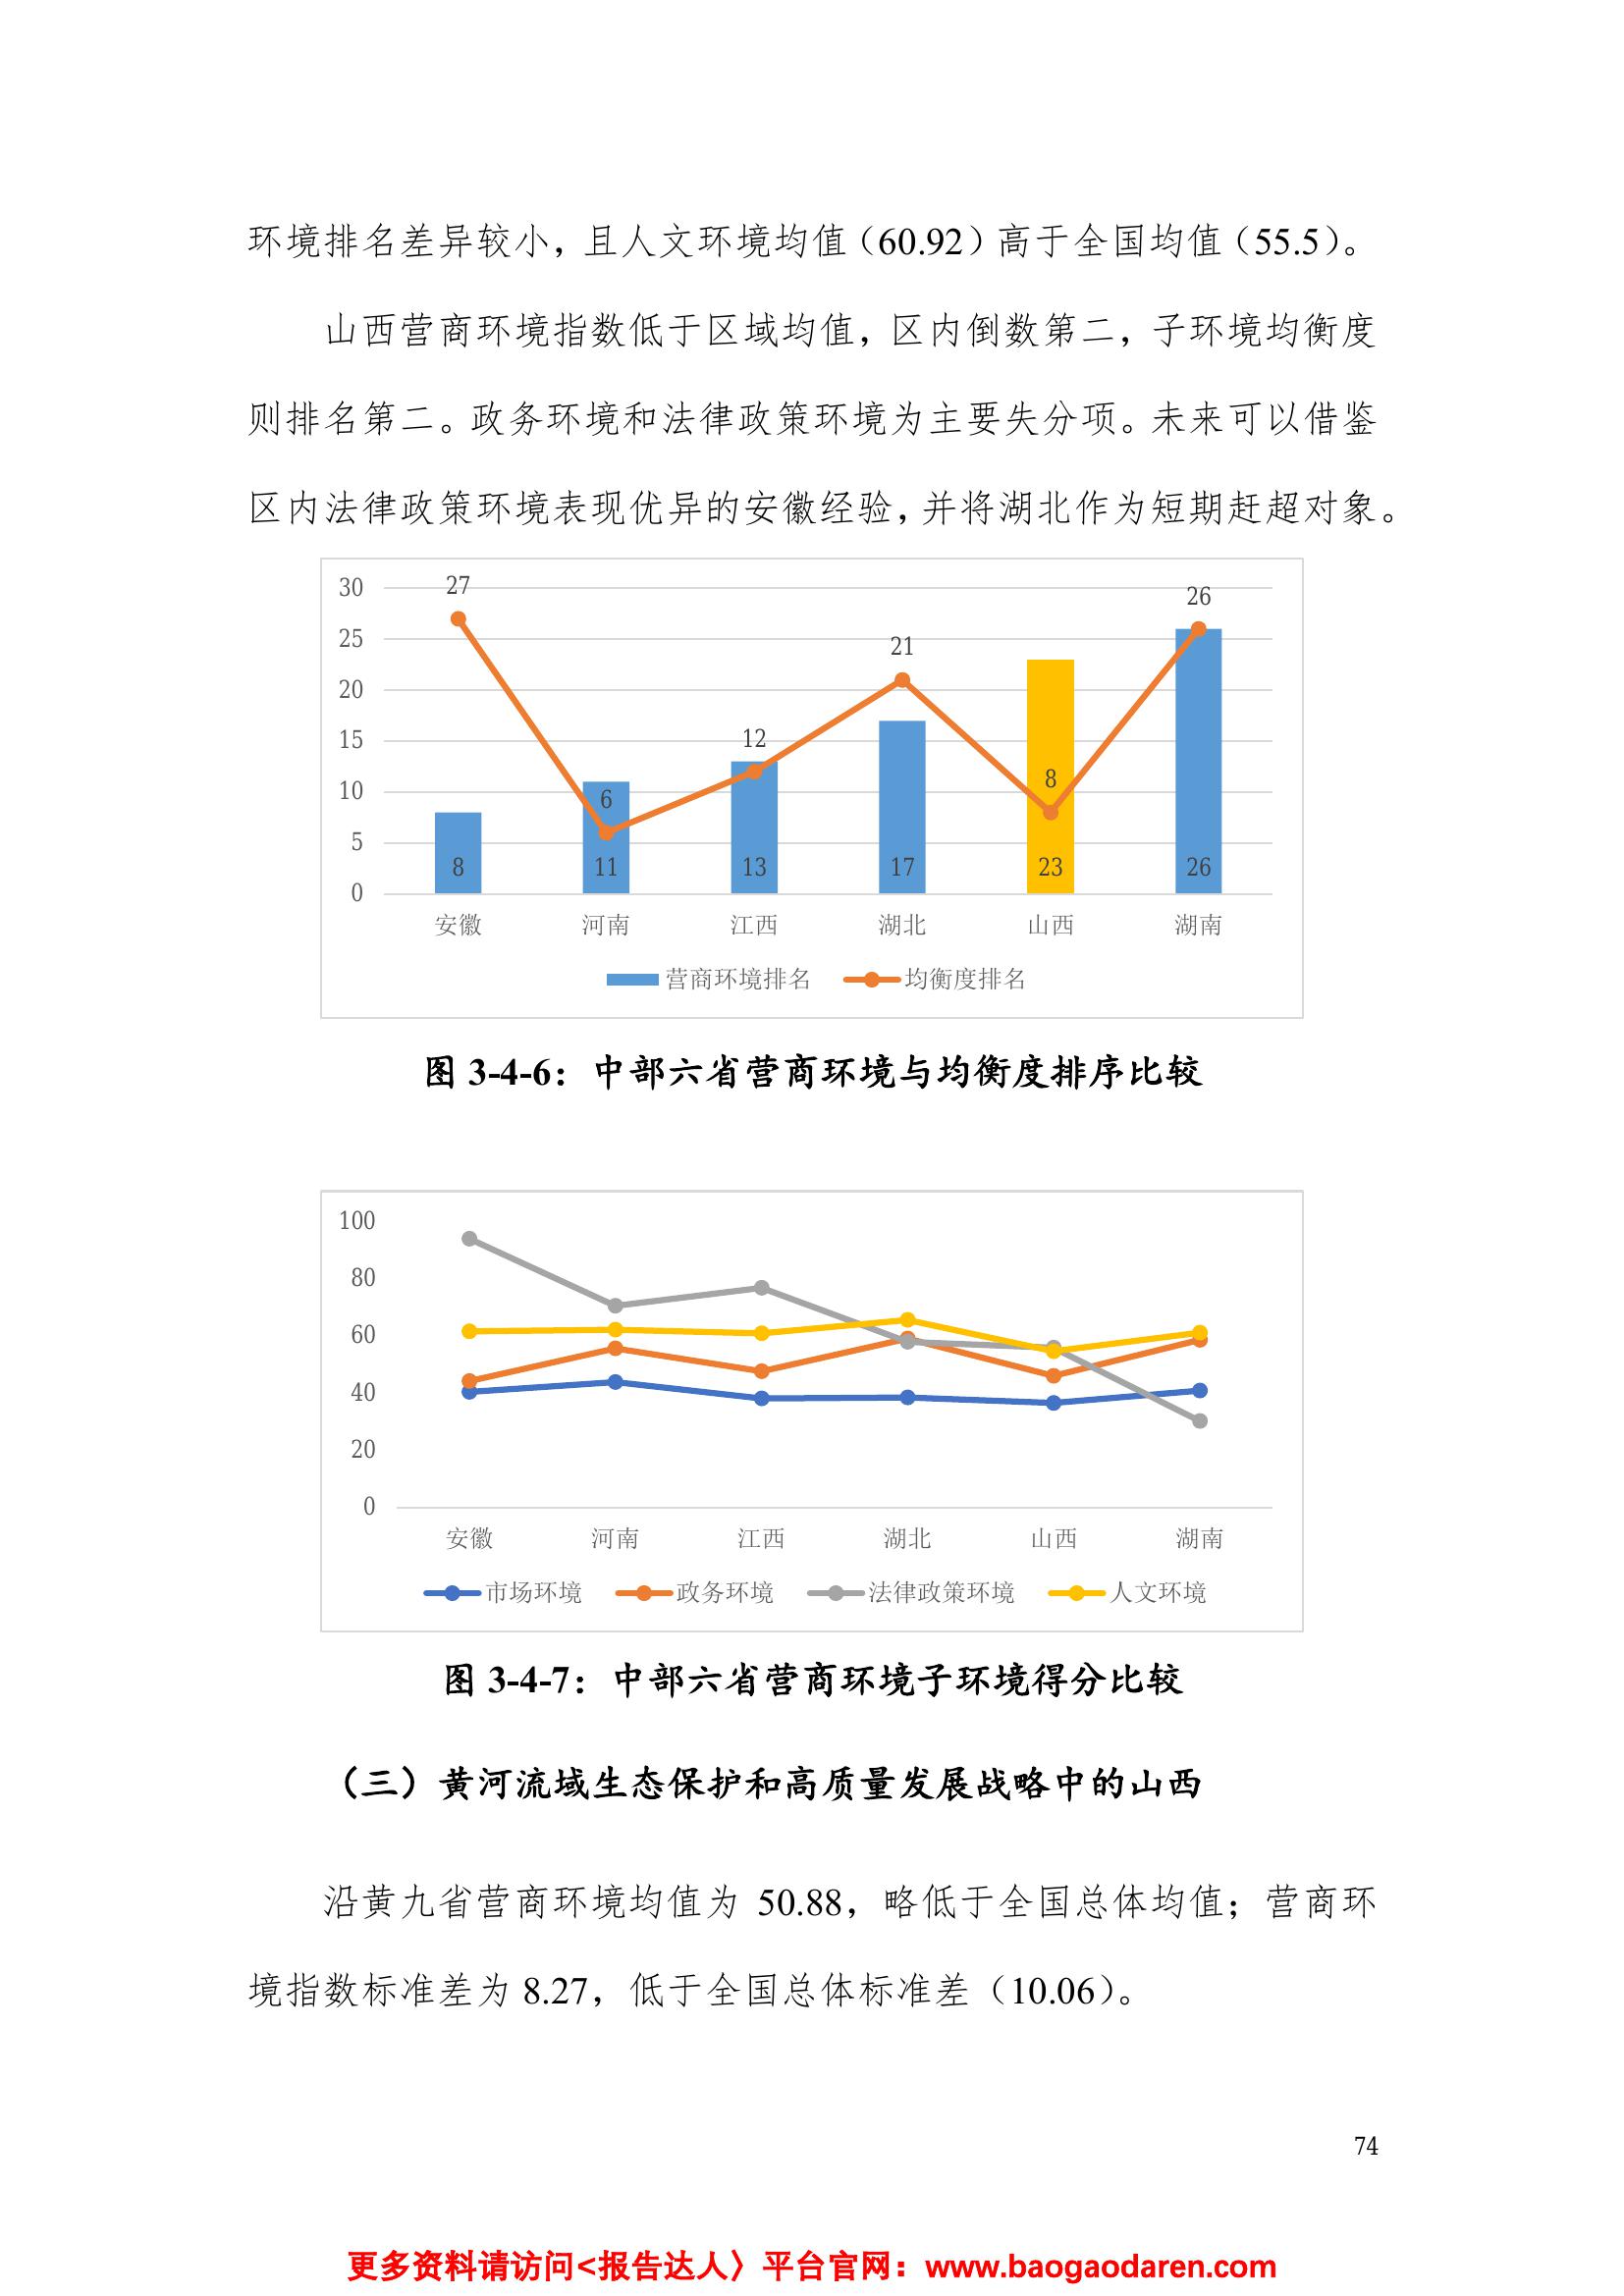 环境排名差异较小，且人文环境均值（60.92）高于全国均值（55.5）。
山西营商环境指数低于区域均值，区内倒数第二，子环境均衡度
则排名第二。政务环境和法律政策环境为主要失分项。未来可以借鉴
区内法律政策环境表现优异的安徽经验，并将湖北作为短期赶超对象。
30
25
20
15
10
5
0
27
6
12
21
8
26
8
11
13
17
23
26
安徽 河南 江西 湖北 山西 湖南
营商环境排名 均衡度排名
图 3-4-6：中部六省营商环境与均衡度排序比较
100
80
60
40
20
0
安徽 河南 江西 湖北 山西 湖南
市场环境 政务环境 法律政策环境 人文环境
图 3-4-7：中部六省营商环境子环境得分比较
（三）黄河流域生态保护和高质量发展战略中的山西
沿黄九省营商环境均值为 50.88，略低于全国总体均值；营商环
境指数标准差为 8.27，低于全国总体标准差（10.06）。
74
更多资料请访问<报告达人〉平台官网：www.baogaodaren.com